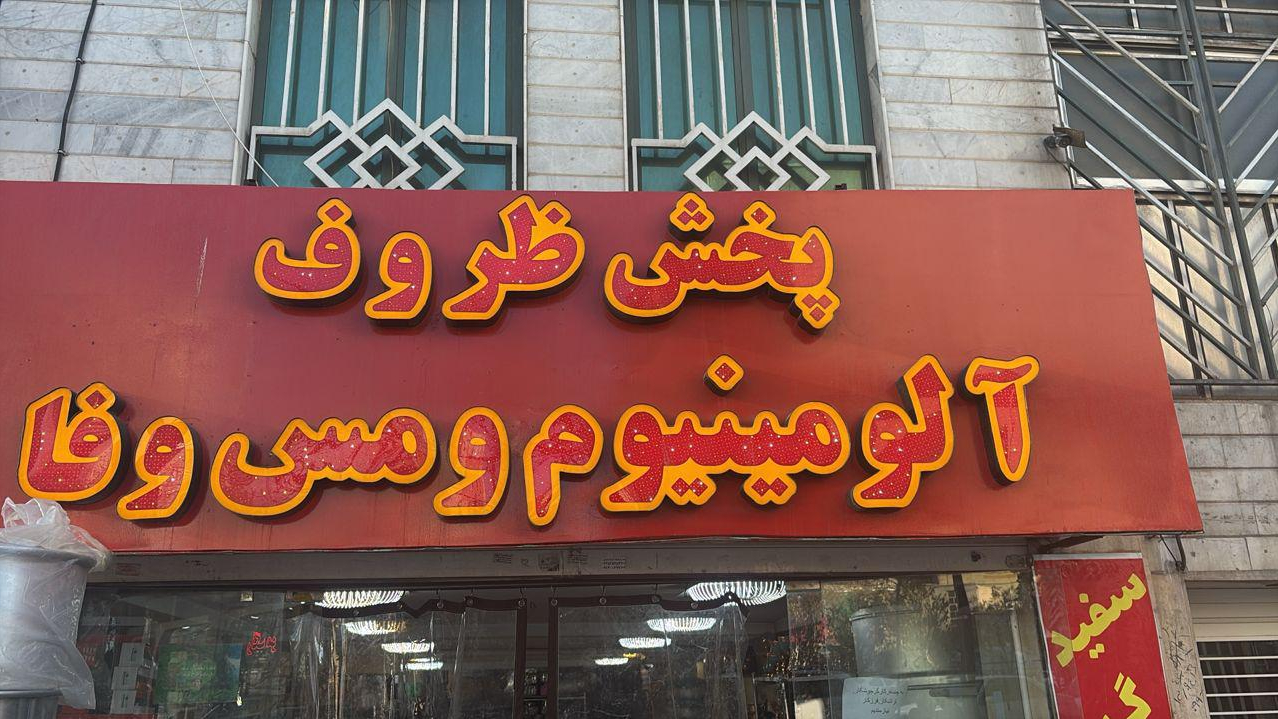 پخش ظروف
آلومینیوم و مس وفا
سفید